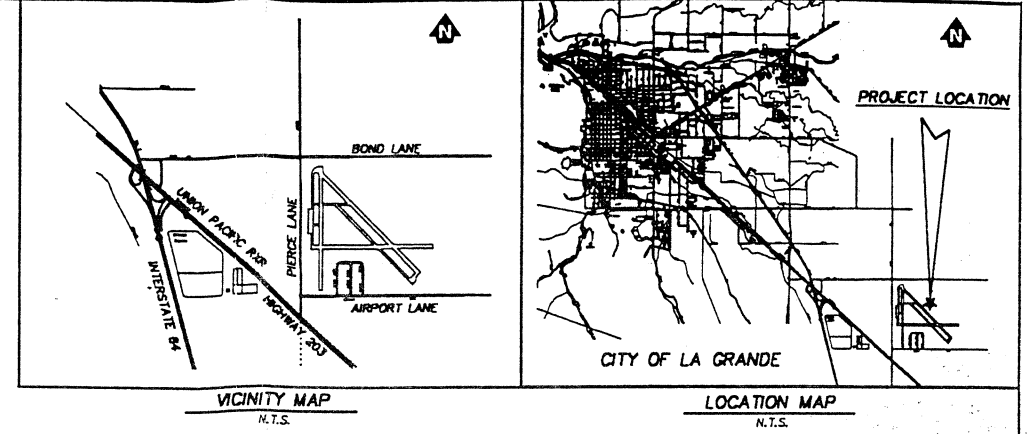 N
BOND LANE
UNION PACIFIC RXR
PIERCE LANE
INTERSTATE 84
HIGHWAY 203
AIRPORT LANE
VICINITY MAP
N.T.S.
N
PROJECT LOCATION
CITY OF LA GRANDE
LOCATION MAP
N.T.S.